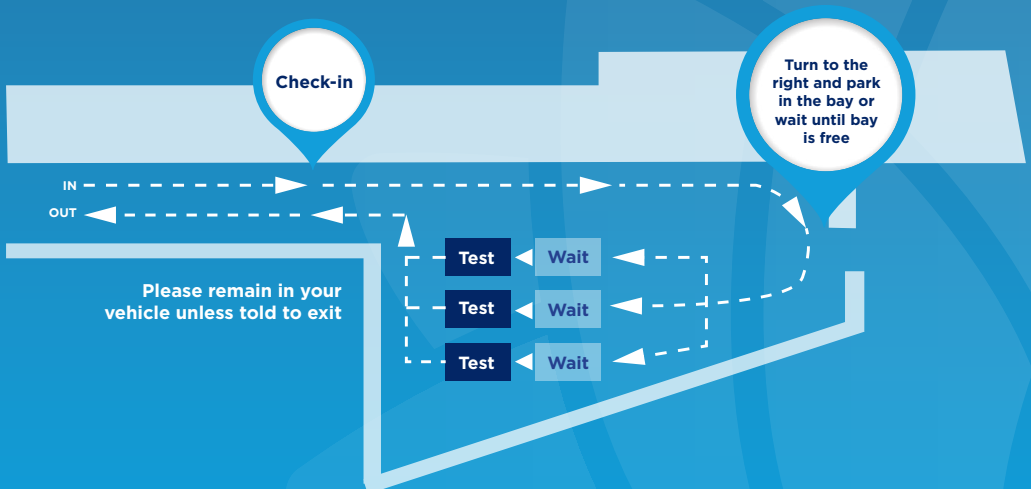 Check-in
Turn to the
right and park
in the bay or
wait until bay
is free
IN
OUT
Test
Wait
Test
Wait
Test
Wait
Please remain in your
vehicle unless told to exit